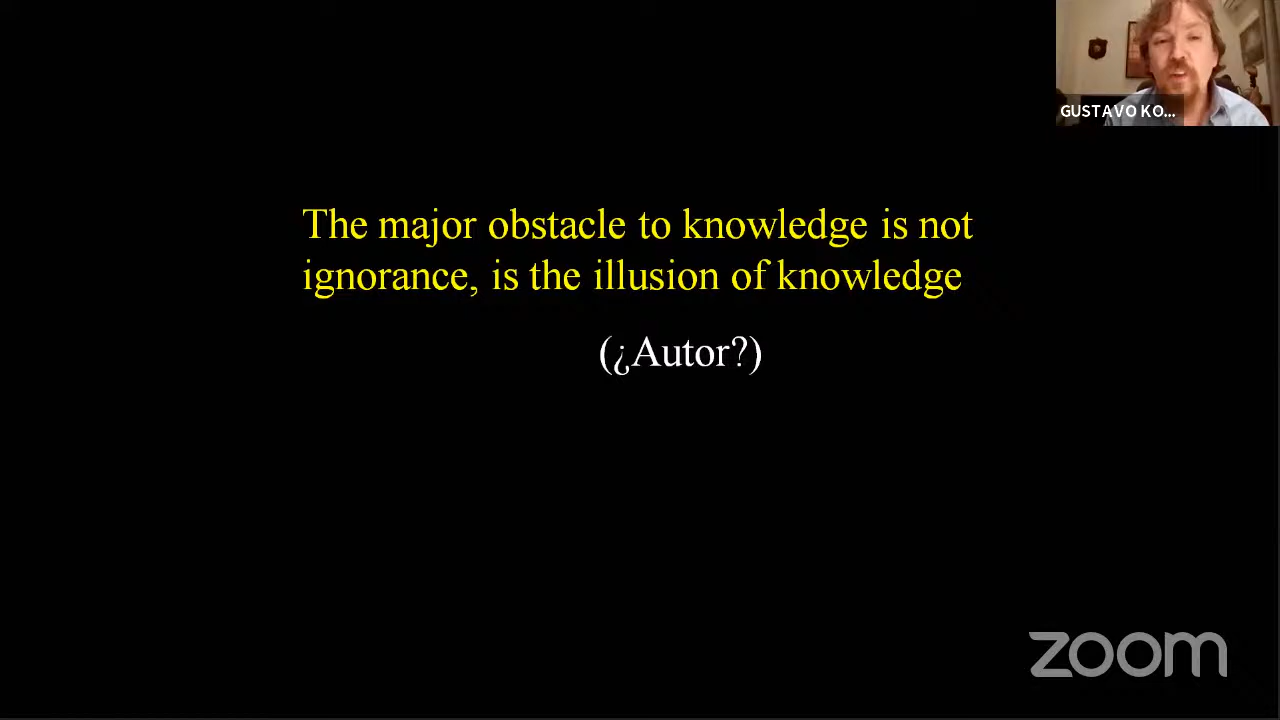 GUSTAVO KO...
The major obstacle to knowledge is not
ignorance, is the illusion of knowledge
(¿Autor?)
zoom